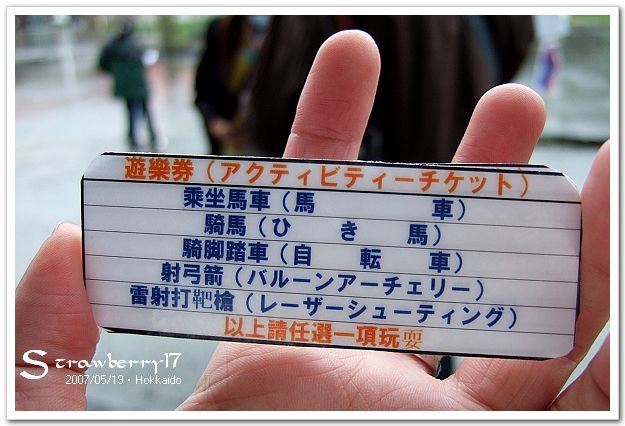 遊樂券（アクティビティーチケット）
乘坐馬車（馬　　　車）
騎馬（ひ　き　馬）
騎脚踏車（自　転　車）
射弓箭（バルーンアーチェリー）
雷射打靶槍（レーザーシューティング）
以上請任選一項玩耍
Strawberry17
2007/05/19・Hokkaido